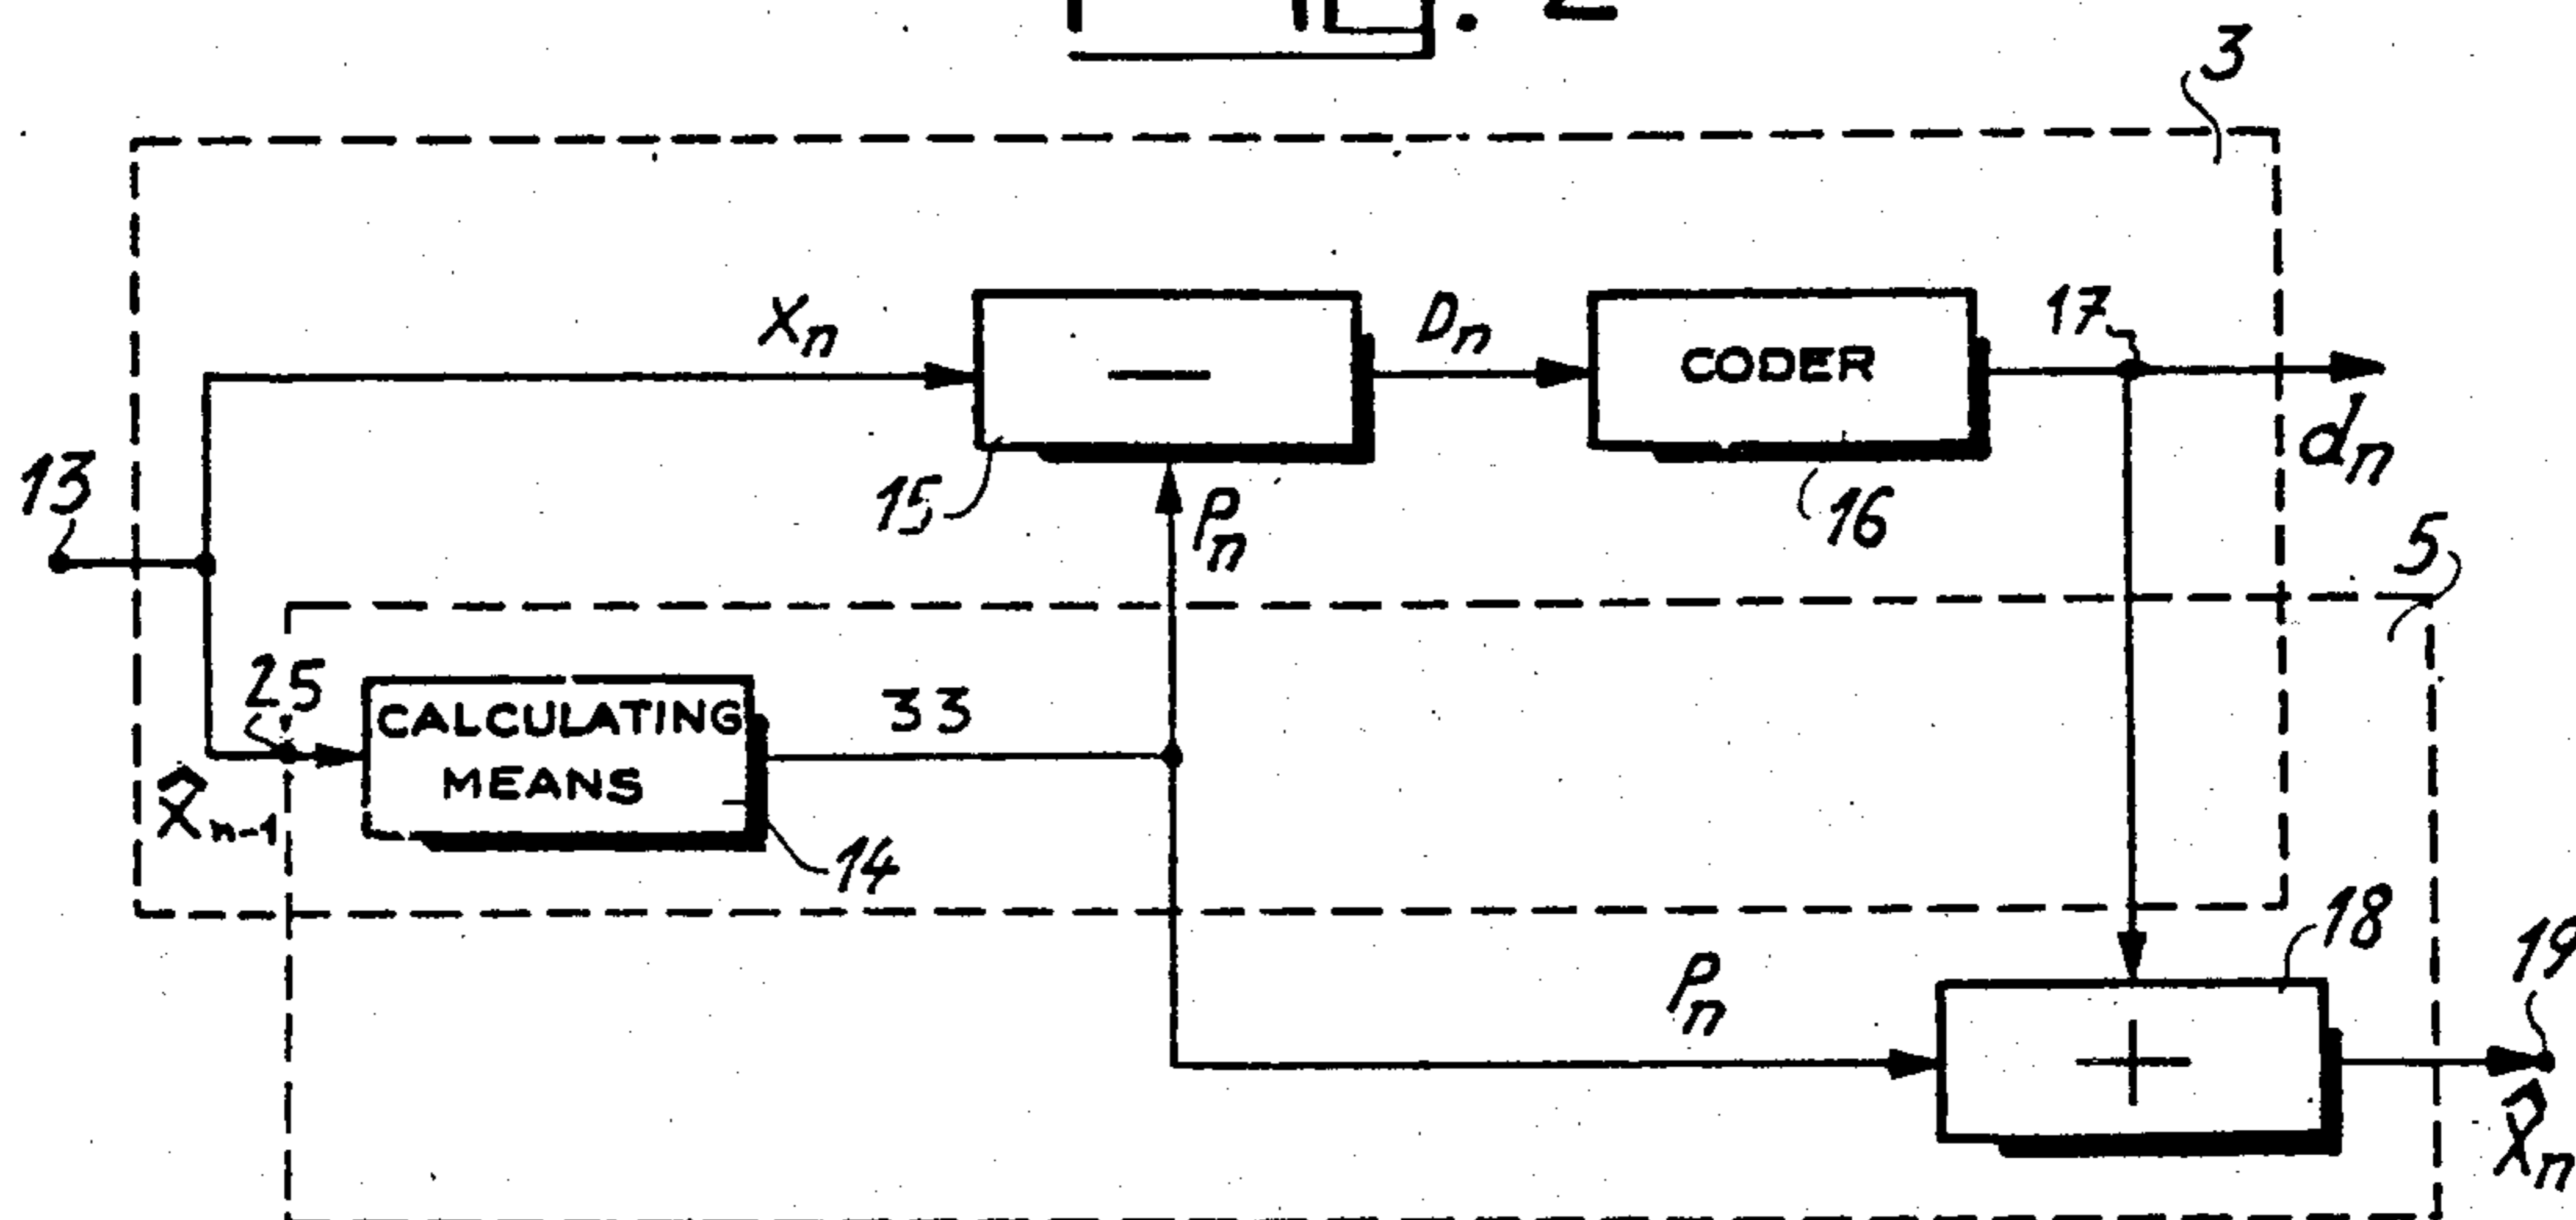 . 2
3
Xn
Dn
CODER
17
dn
13
15
Pn
16
5
25
CALCULATING
MEANS
33
X̂n-1
14
18
19
Pn
X̂n